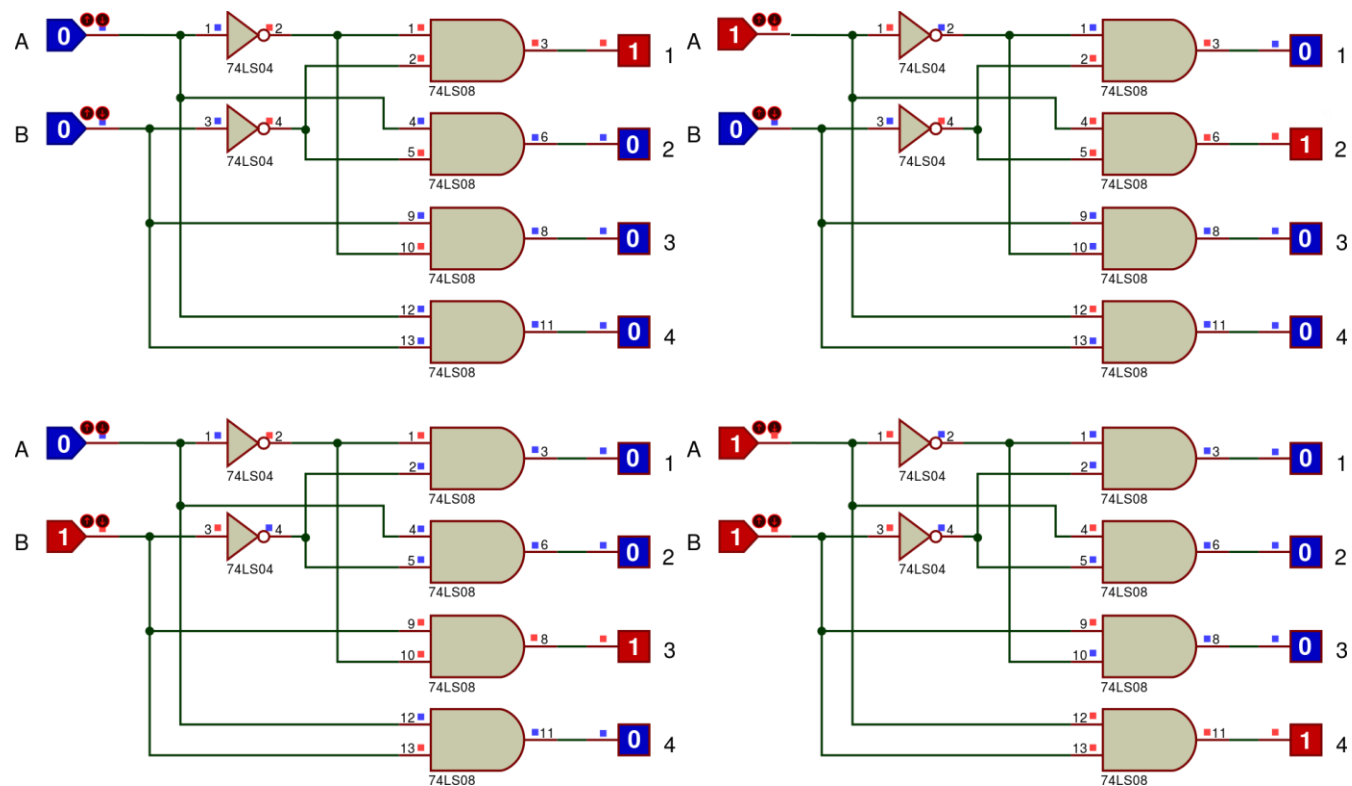 A 0 1 2 1 3 1 1
74LS04 2
74LS08
B 0 3 4 4 6 0 2
74LS04 5
74LS08
9 8 0 3
10
74LS08
12 11 0 4
13
74LS08
A 1 1 2 1 3 0 1
74LS04 2
74LS08
B 0 3 4 4 6 1 2
74LS04 5
74LS08
9 8 0 3
10
74LS08
12 11 0 4
13
74LS08
A 0 1 2 1 3 0 1
74LS04 2
74LS08
B 1 3 4 4 6 0 2
74LS04 5
74LS08
9 8 1 3
10
74LS08
12 11 0 4
13
74LS08
A 1 1 2 1 3 0 1
74LS04 2
74LS08
B 1 3 4 4 6 0 2
74LS04 5
74LS08
9 8 0 3
10
74LS08
12 11 1 4
13
74LS08